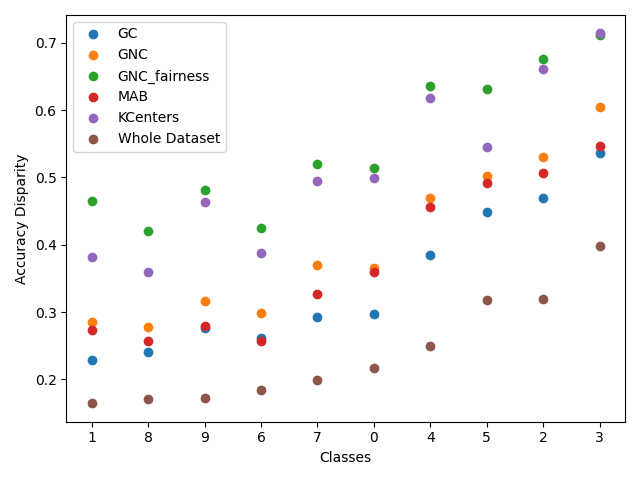 GC
GNC
GNC_fairness
MAB
KCenters
Whole Dataset
Accuracy Disparity
0.7
0.6
0.5
0.4
0.3
0.2
1 8 9 6 7 0 4 5 2 3
Classes